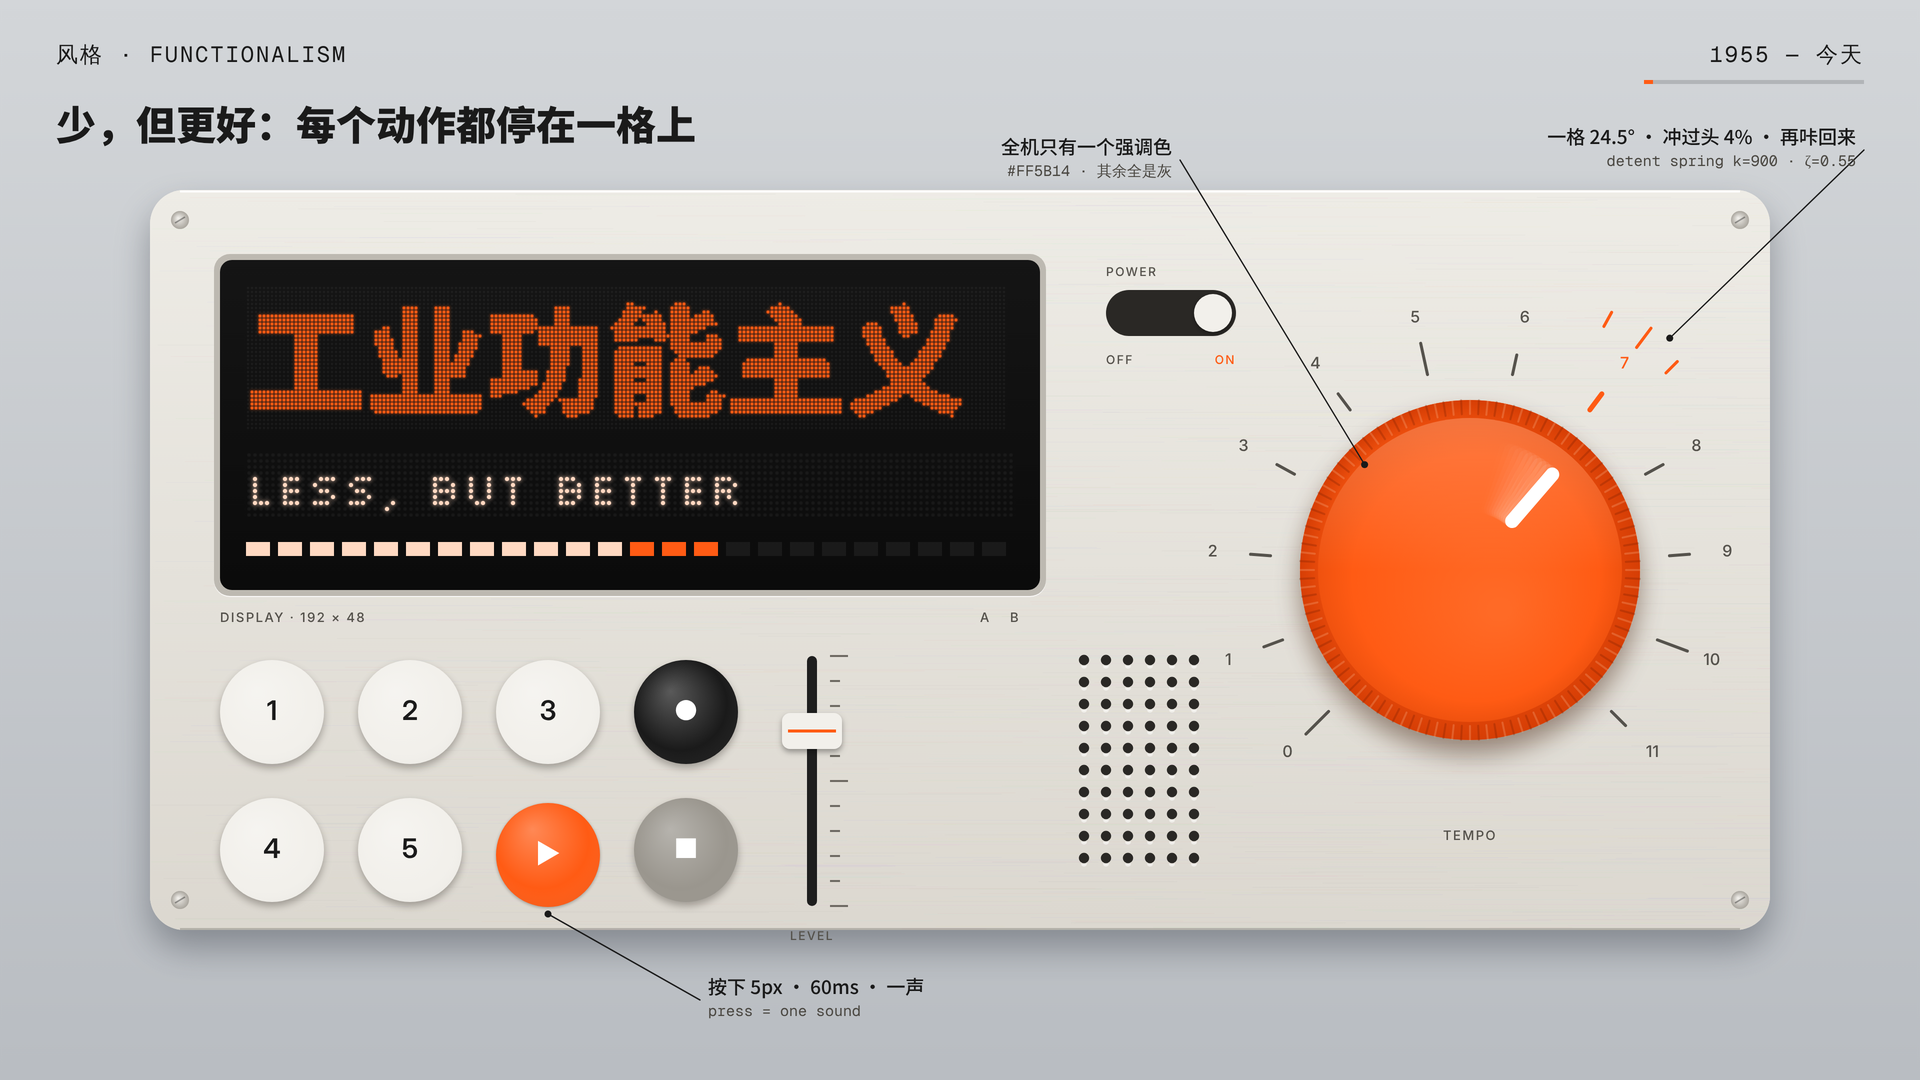 风格 · FUNCTIONALISM
1955 — 今天
少，但更好：每个动作都停在一格上
全机只有一个强调色
#FF5B14 · 其余全是灰
一格 24.5° · 冲过头 4% · 再咔回来
detent spring k=900 · ζ=0.55
工业功能主义
LESS, BUT BETTER
DISPLAY · 192 × 48
A B
POWER
OFF ON
0
1
2
3
4
5
6
7
8
9
10
11
TEMPO
1 2 3
4 5
LEVEL
按下 5px · 60ms · 一声
press = one sound